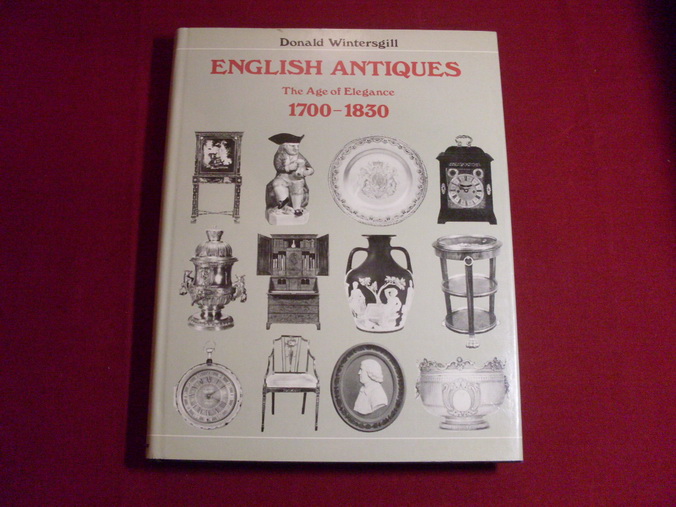 Donald Wintersgill
ENGLISH ANTIQUES
The Age of Elegance
1700–1830